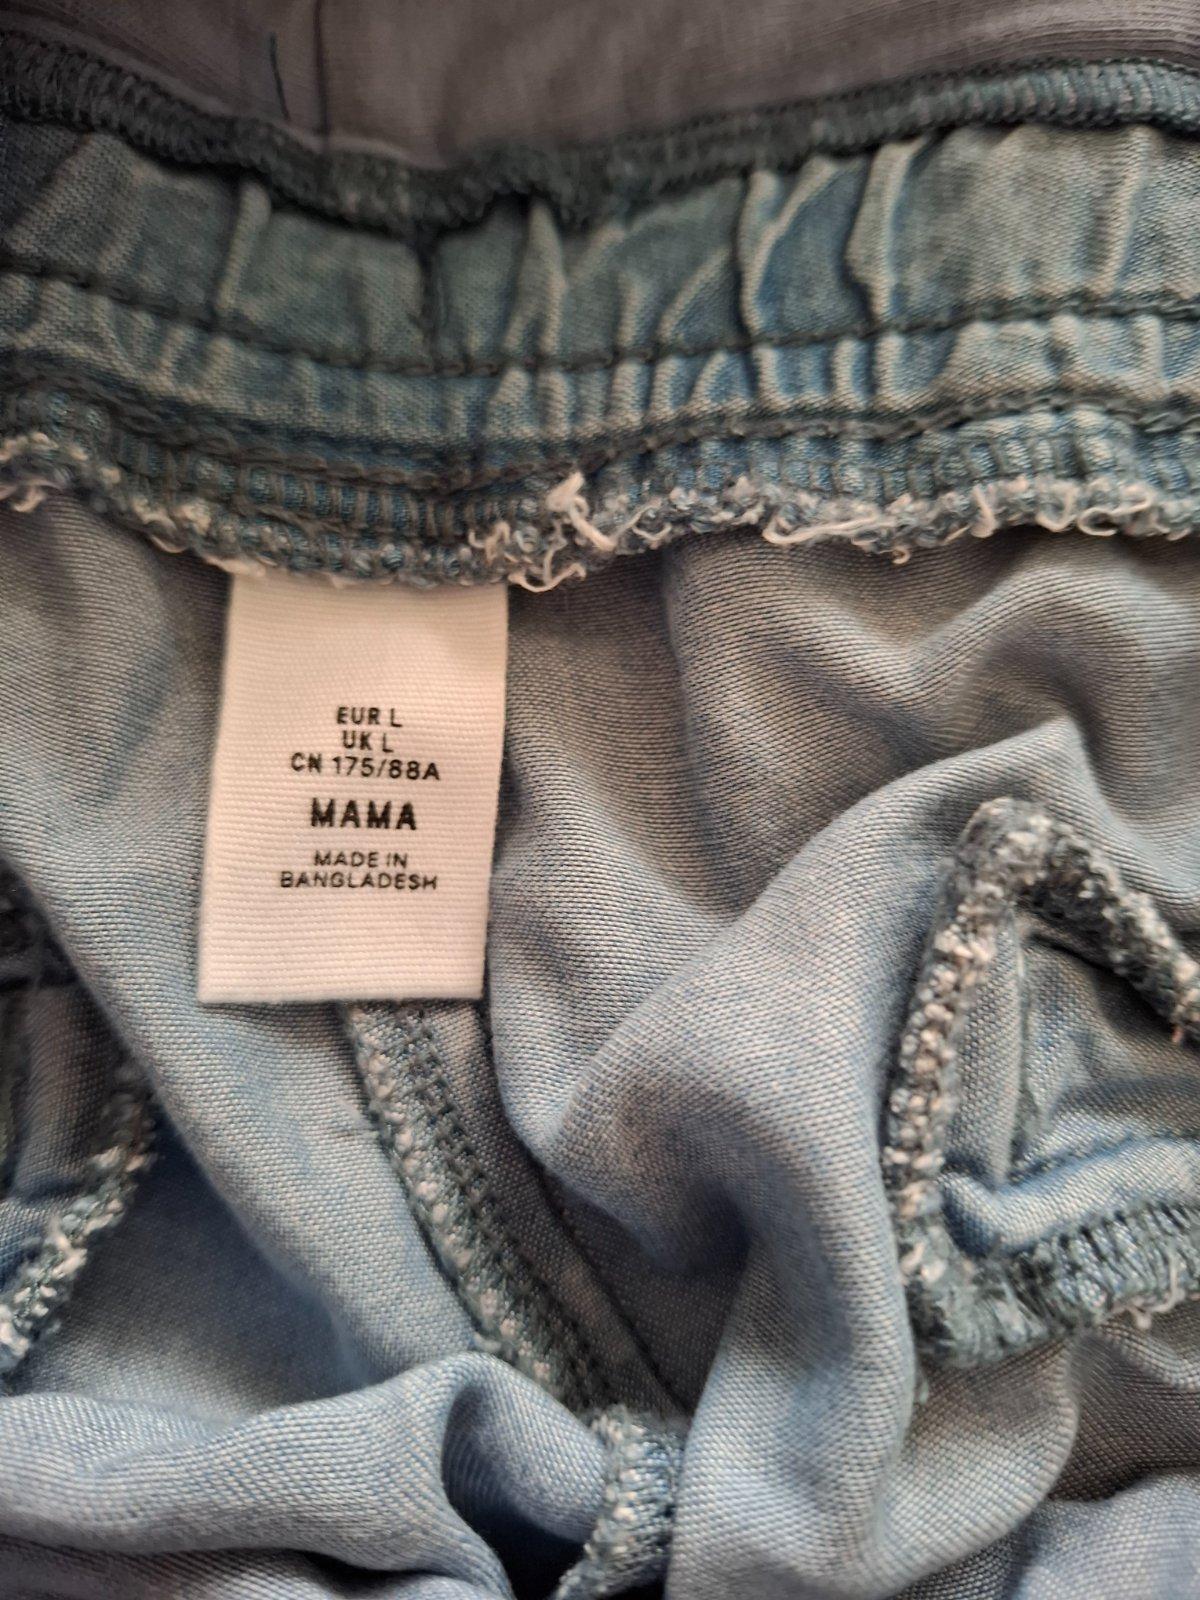 EUR L
UK L
CN 175/88A
MAMA
MADE IN
BANGLADESH